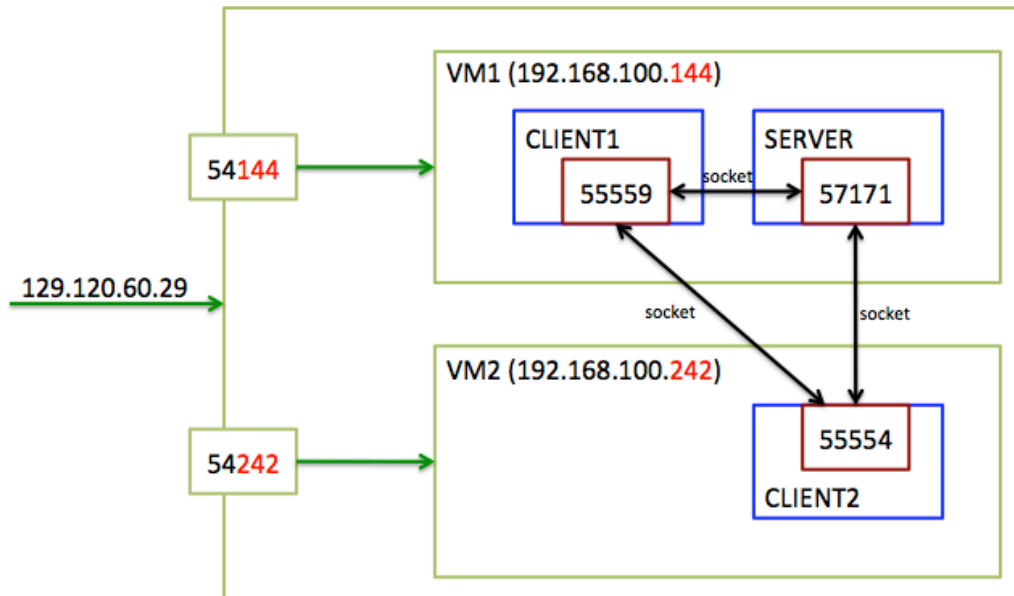 VM1 (192.168.100.144)
CLIENT1
SERVER
54144
55559
socket
57171
129.120.60.29
socket
socket
VM2 (192.168.100.242)
54242
55554
CLIENT2